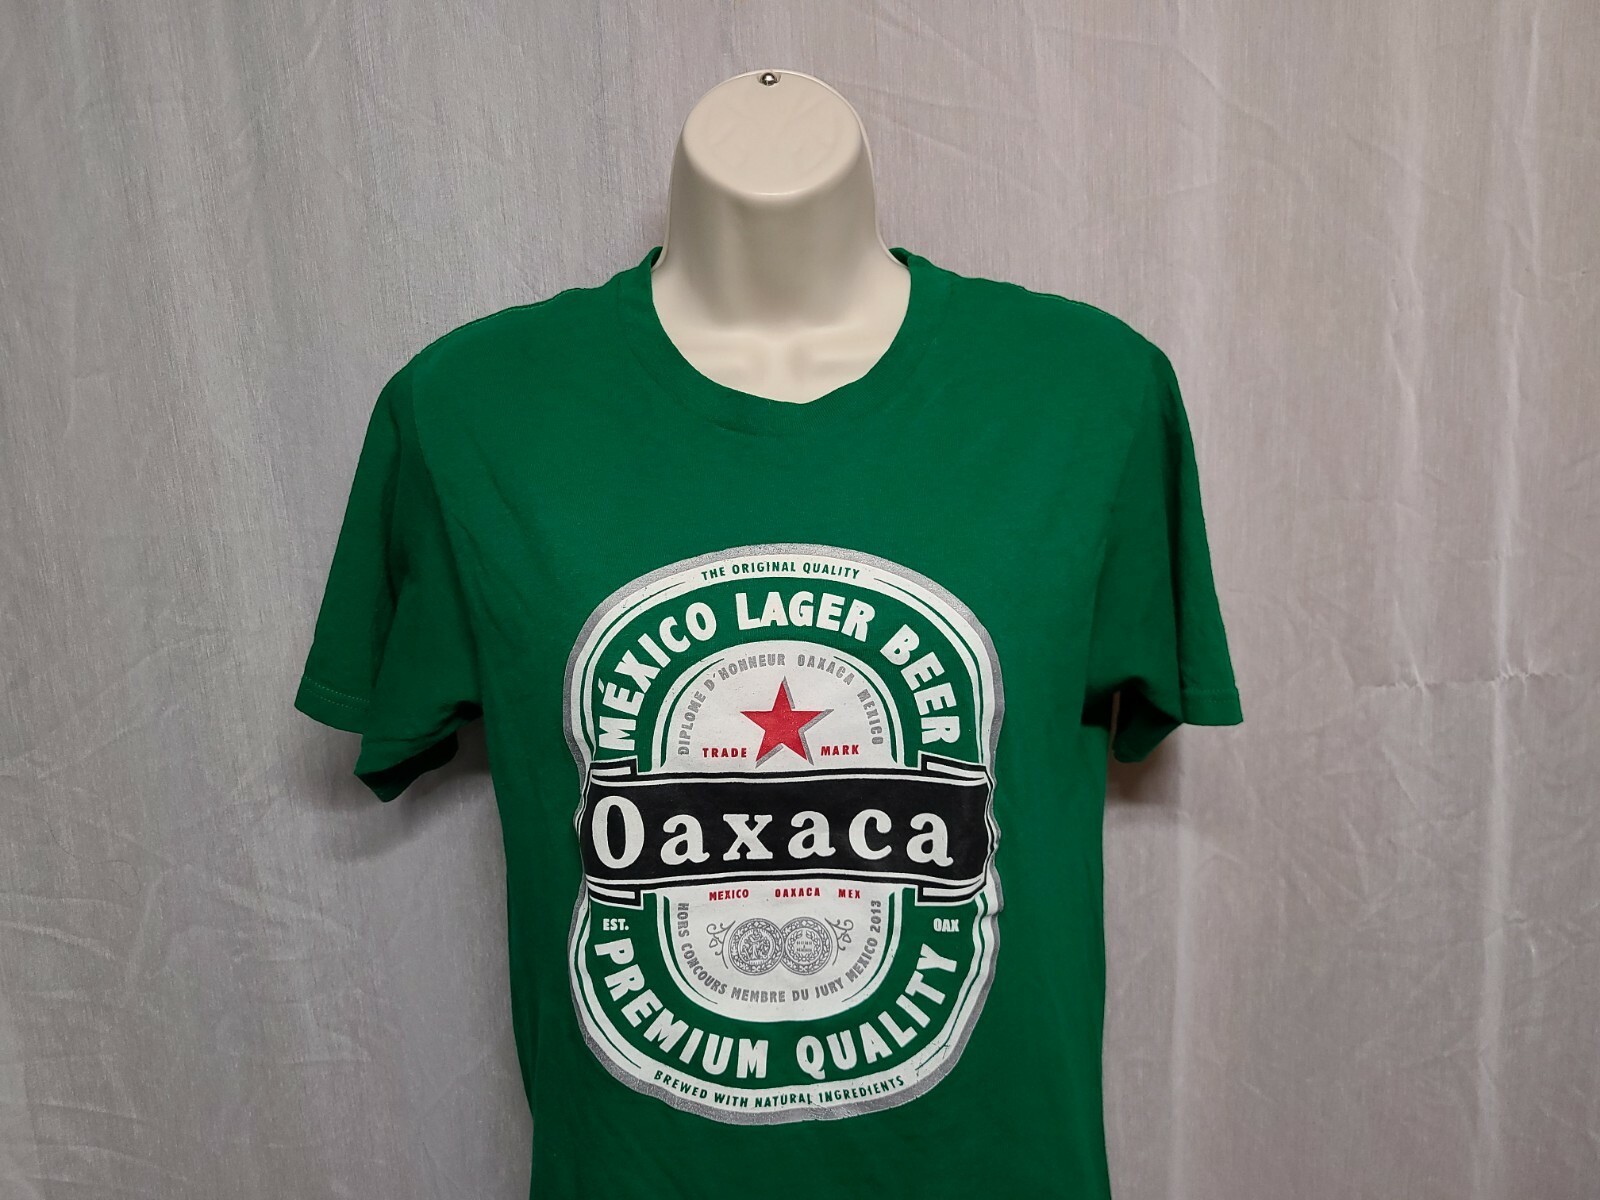 THE ORIGINAL QUALITY
MÉXICO LAGER BEER
DIPLOME D'HONNEUR OAXACA MEXICO
TRADE MARK
Oaxaca
MEXICO OAXACA MEX
EST. OAX
HORS CONCOURS MEMBRE DU JURY MEXICO 2013
PREMIUM QUALITY
BREWED WITH NATURAL INGREDIENTS